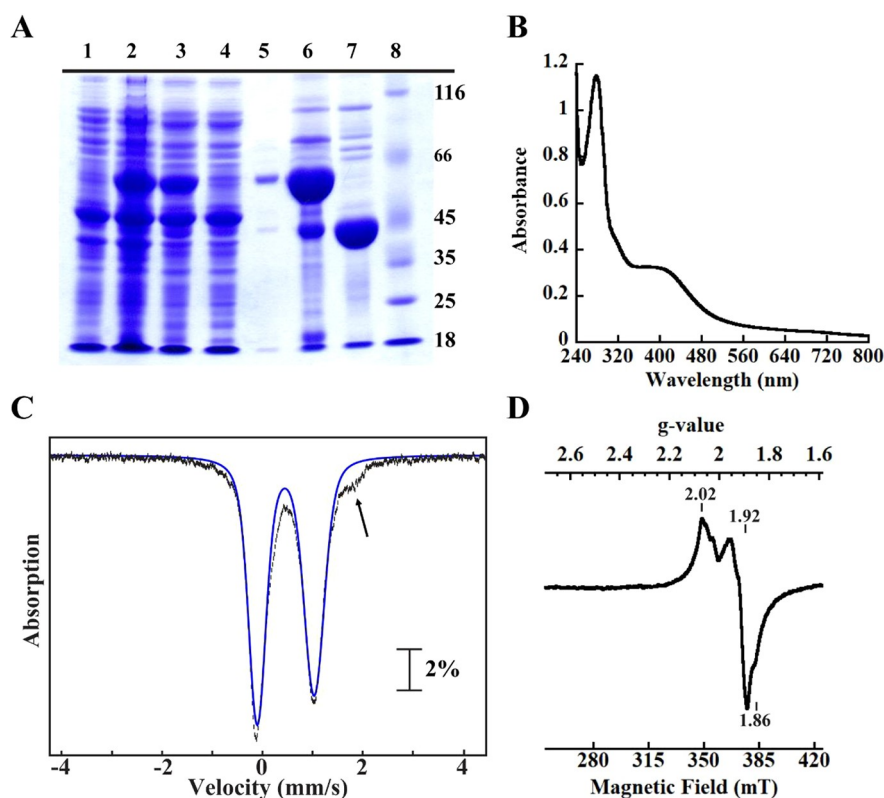 A
1 2 3 4 5 6 7 8
116
66
45
35
25
18
B
Absorbance
1.2
1
0.8
0.6
0.4
0.2
0
240 320 400 480 560 640 720 800
Wavelength (nm)
C
Absorption
2%
-4 -2 0 2 4
Velocity (mm/s)
D
g-value
2.6 2.4 2.2 2 1.8 1.6
2.02
1.92
1.86
280 315 350 385 420
Magnetic Field (mT)